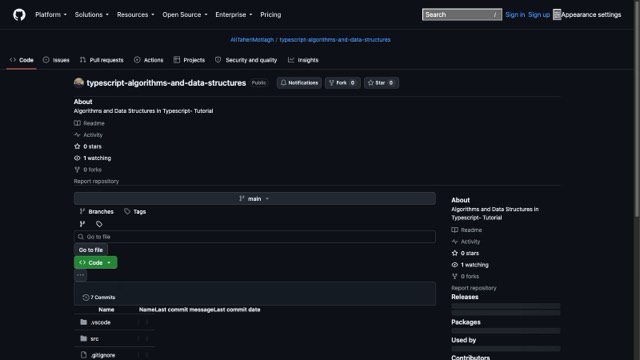 Platform Solutions Resources Open Source Enterprise Pricing Search / Sign in Sign up Appearance settings
AliTaheriMotlagh / typescript-algorithms-and-data-structures
Code Issues Pull requests Actions Projects Security and quality Insights
typescript-algorithms-and-data-structures Public Notifications Fork 0 Star 0
About
Algorithms and Data Structures in Typescript- Tutorial
Readme
Activity
0 stars
1 watching
0 forks
Report repository
main
Branches Tags
Go to file
Go to file
Code
...
7 Commits
Name Name Last commit message Last commit date
.vscode
src
.gitignore
About
Algorithms and Data Structures in
Typescript- Tutorial
Readme
Activity
0 stars
1 watching
0 forks
Report repository
Releases
Packages
Used by
Contributors